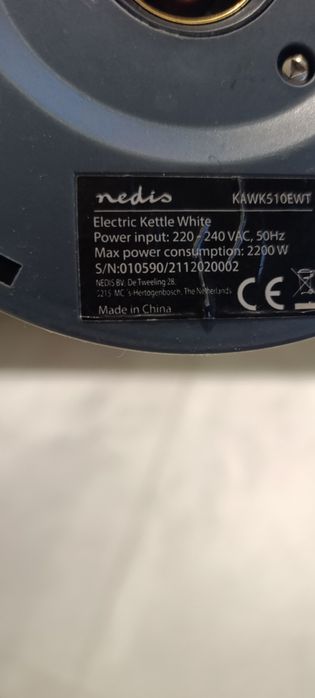 nedis KAWK510EWT
Electric Kettle White
Power input: 220 - 240 VAC, 50Hz
Max power consumption: 2200 W
S/N:010590/2112020002
NEDIS BV, De Tweeling 28,
5215 MC 's-Hertogenbosch, The Netherlands
CE
Made in China